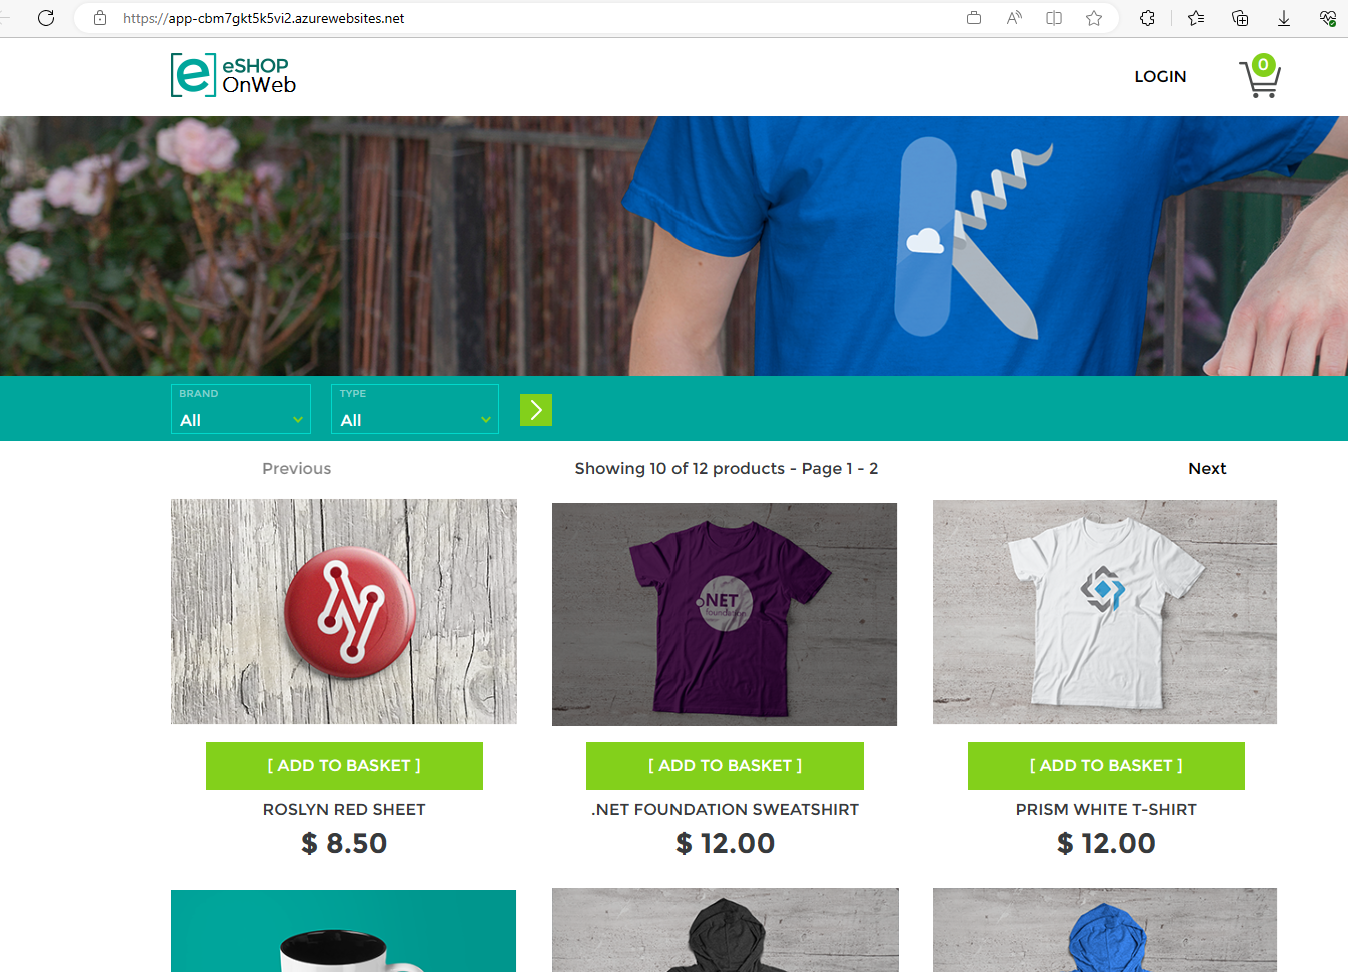 https://app-cbm7gkt5k5vi2.azurewebsites.net
eSHOP
OnWeb
LOGIN
0
BRAND
All
TYPE
All
Previous
Showing 10 of 12 products - Page 1 - 2
Next
.NET
foundation
[ ADD TO BASKET ]
[ ADD TO BASKET ]
[ ADD TO BASKET ]
ROSLYN RED SHEET
.NET FOUNDATION SWEATSHIRT
PRISM WHITE T-SHIRT
$ 8.50
$ 12.00
$ 12.00